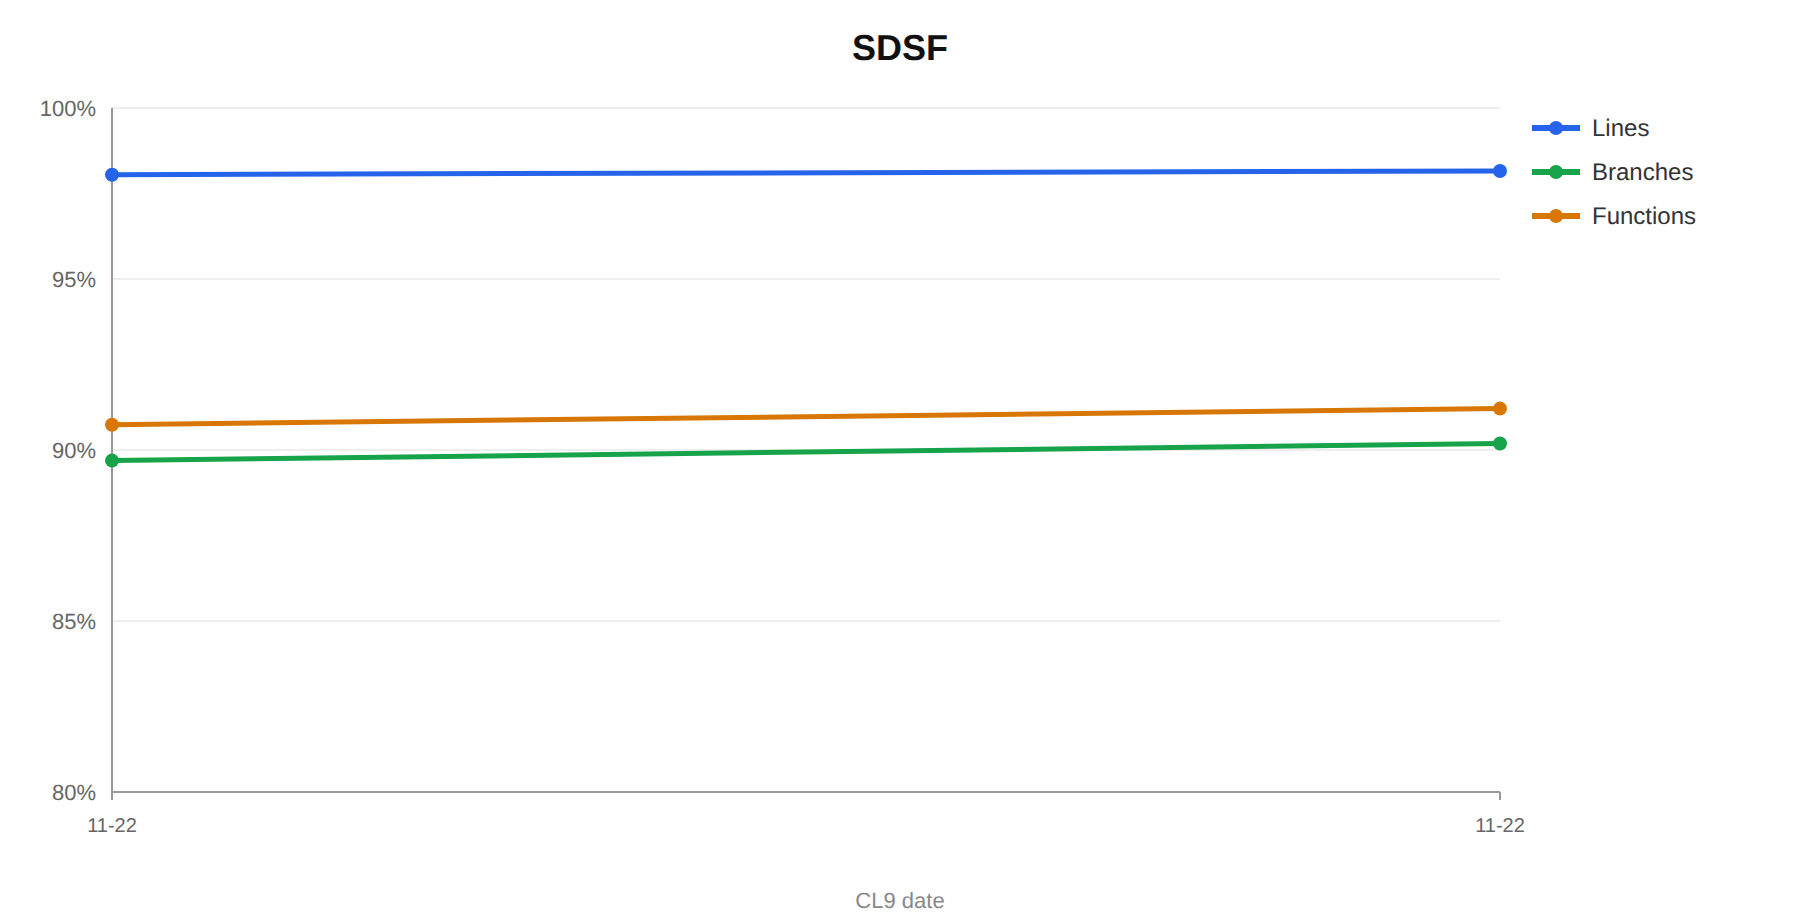 SDSF
100%
95%
90%
85%
80%
11-22
11-22
CL9 date
Lines
Branches
Functions